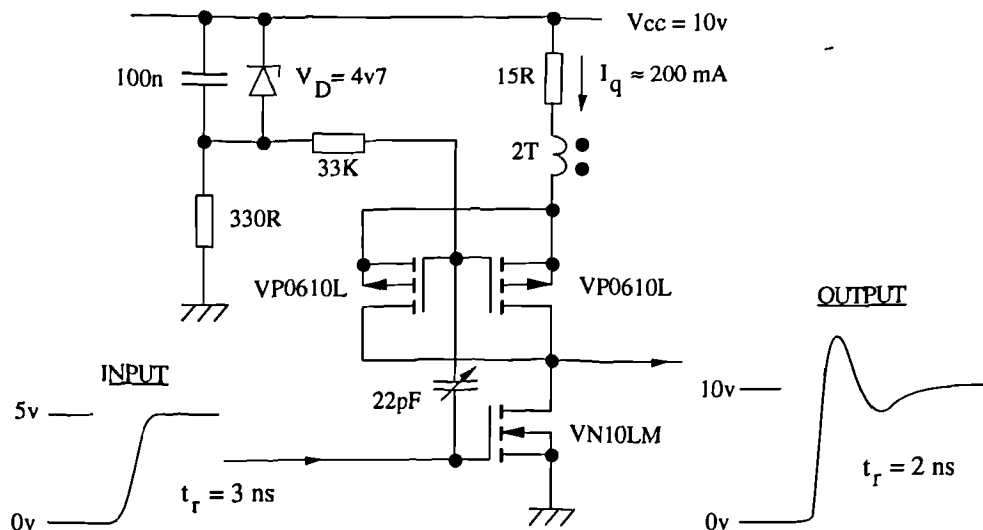 Vcc = 10v
100n
V_D = 4v7
15R
I_q ≈ 200 mA
33K
2T
330R
VP0610L
VP0610L
OUTPUT
INPUT
22pF
10v
5v
VN10LM
t_r = 3 ns
t_r = 2 ns
0v
0v